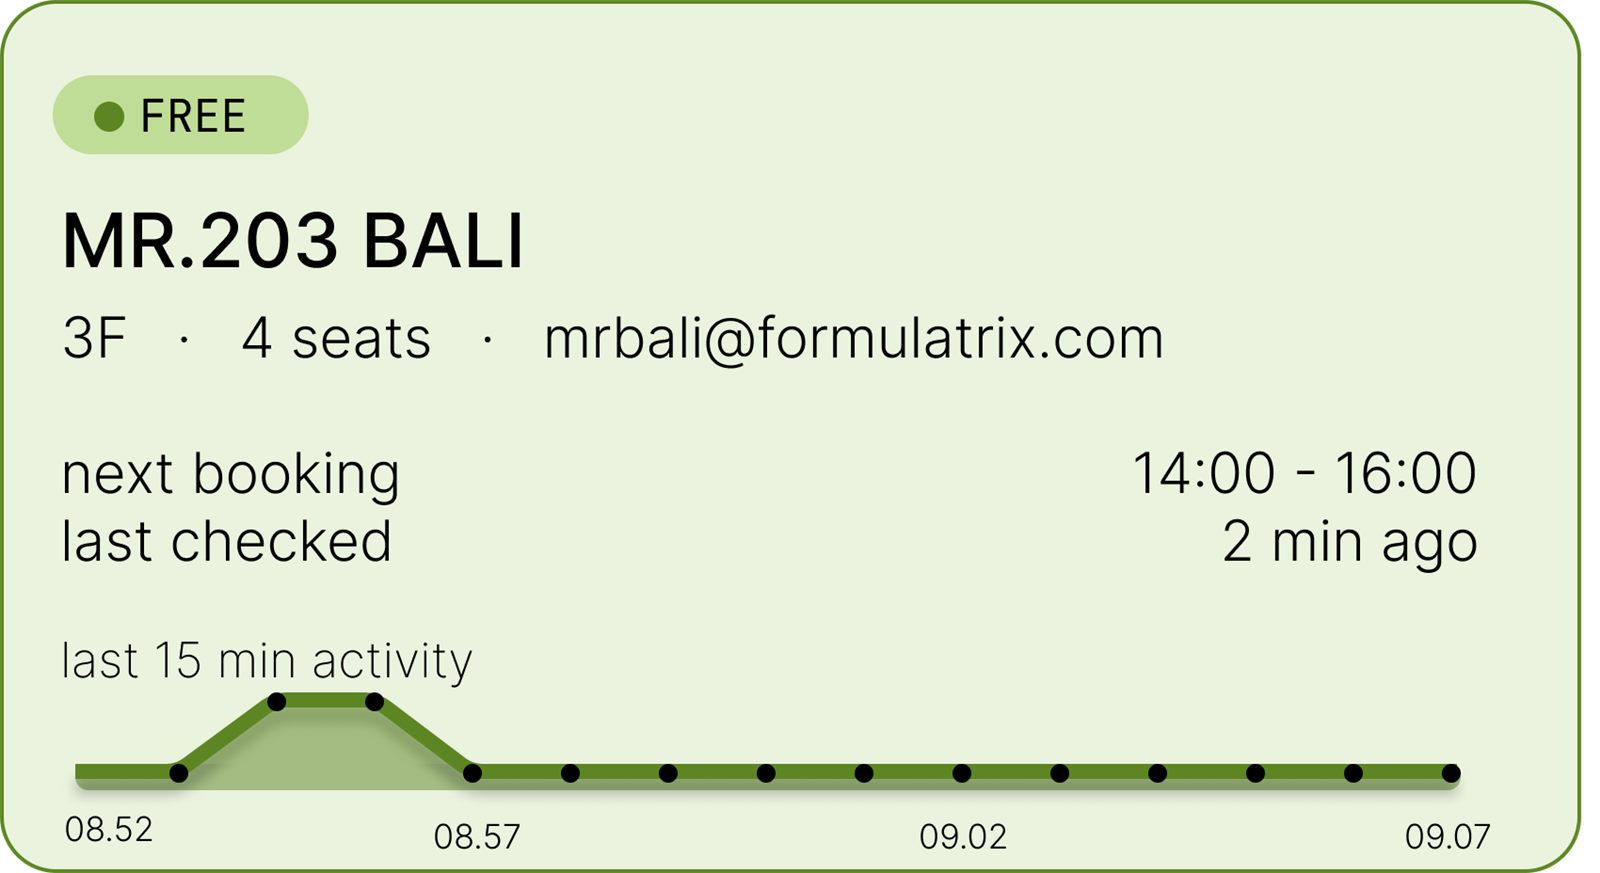 FREE
MR.203 BALI
3F · 4 seats · mrbali@formulatrix.com
next booking 14:00 - 16:00
last checked 2 min ago
last 15 min activity
08.52 08.57 09.02 09.07